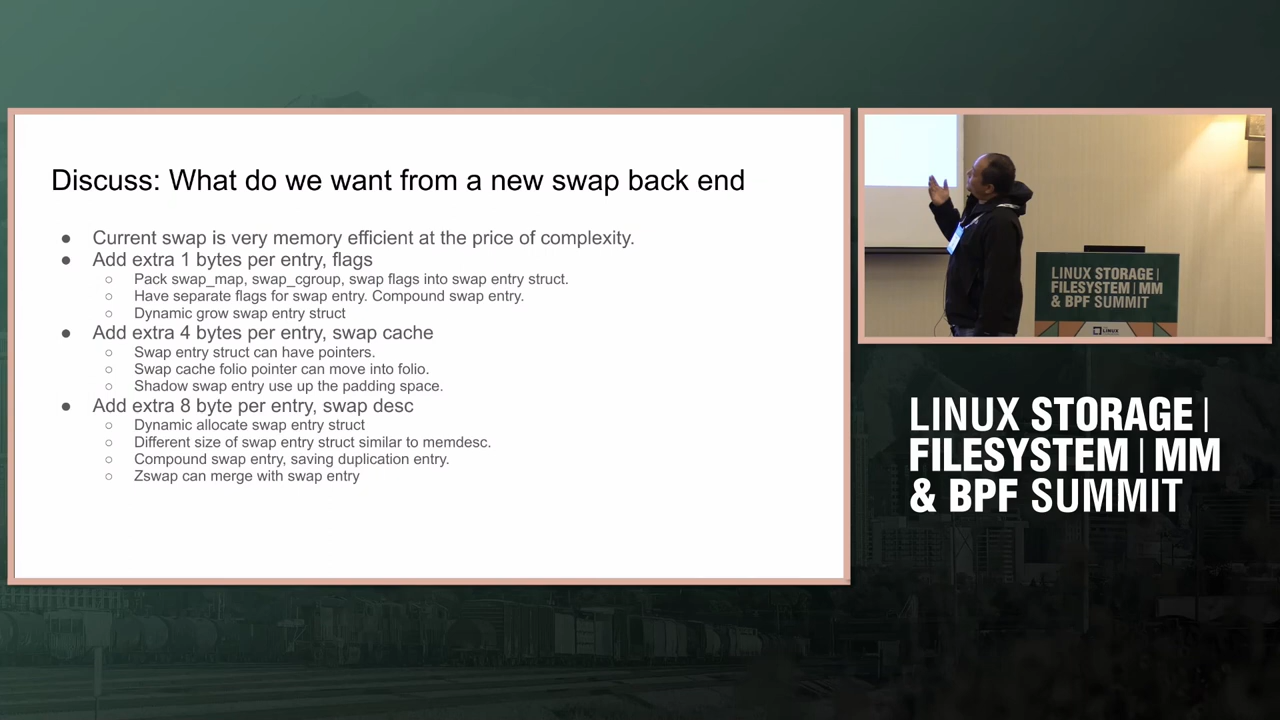 Discuss: What do we want from a new swap back end
● Current swap is very memory efficient at the price of complexity.
● Add extra 1 bytes per entry, flags
○ Pack swap_map, swap_cgroup, swap flags into swap entry struct.
○ Have separate flags for swap entry. Compound swap entry.
○ Dynamic grow swap entry struct
● Add extra 4 bytes per entry, swap cache
○ Swap entry struct can have pointers.
○ Swap cache folio pointer can move into folio.
○ Shadow swap entry use up the padding space.
● Add extra 8 byte per entry, swap desc
○ Dynamic allocate swap entry struct
○ Different size of swap entry struct similar to memdesc.
○ Compound swap entry, saving duplication entry.
○ Zswap can merge with swap entry
LINUX STORAGE |
FILESYSTEM | MM
& BPF SUMMIT
LINUX
LINUX STORAGE |
FILESYSTEM | MM
& BPF SUMMIT